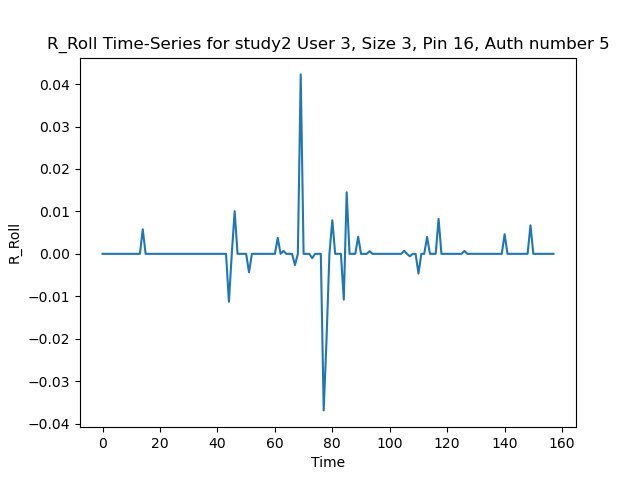 R_Roll Time-Series for study2 User 3, Size 3, Pin 16, Auth number 5
0.04
0.03
0.02
0.01
0.00
−0.01
−0.02
−0.03
−0.04
R_Roll
0 20 40 60 80 100 120 140 160
Time